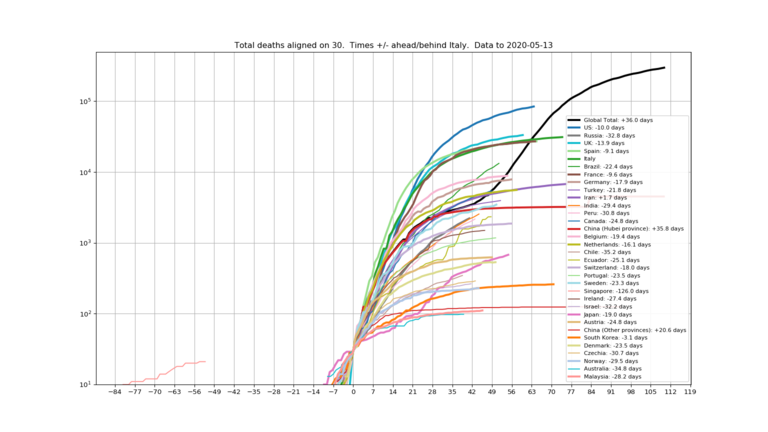 Total deaths aligned on 30. Times +/- ahead/behind Italy. Data to 2020-05-13
10⁵
10⁴
10³
10²
10¹
Global Total: +36.0 days
US: -10.0 days
Russia: -32.8 days
UK: -13.9 days
Spain: -9.1 days
Italy
Brazil: -22.4 days
France: -9.6 days
Germany: -17.9 days
Turkey: -21.8 days
Iran: +1.7 days
India: -29.4 days
Peru: -30.8 days
Canada: -24.8 days
China (Hubei province): +35.8 days
Belgium: -19.4 days
Netherlands: -16.1 days
Chile: -35.2 days
Ecuador: -25.1 days
Switzerland: -18.0 days
Portugal: -23.5 days
Sweden: -23.3 days
Singapore: -126.0 days
Ireland: -27.4 days
Israel: -32.2 days
Japan: -19.0 days
Austria: -24.8 days
China (Other provinces): +20.6 days
South Korea: -3.1 days
Denmark: -23.5 days
Czechia: -30.7 days
Norway: -29.5 days
Australia: -34.8 days
Malaysia: -28.2 days
−84 −77 −70 −63 −56 −49 −42 −35 −28 −21 −14 −7 0 7 14 21 28 35 42 49 56 63 70 77 84 91 98 105 112 119